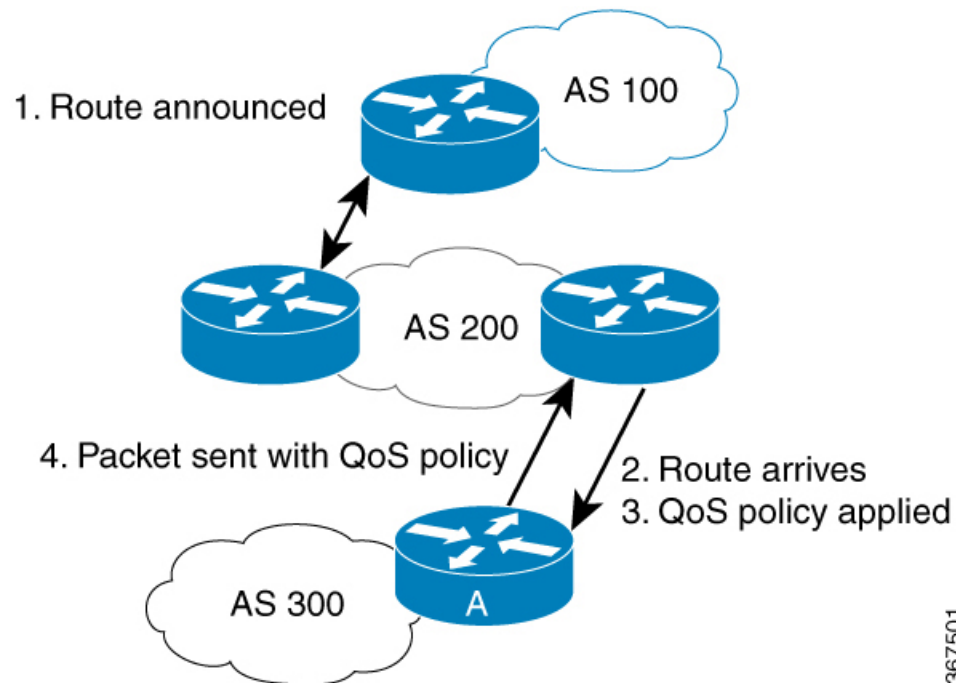 AS 100
1. Route announced
AS 200
4. Packet sent with QoS policy
2. Route arrives
3. QoS policy applied
AS 300
A
367501